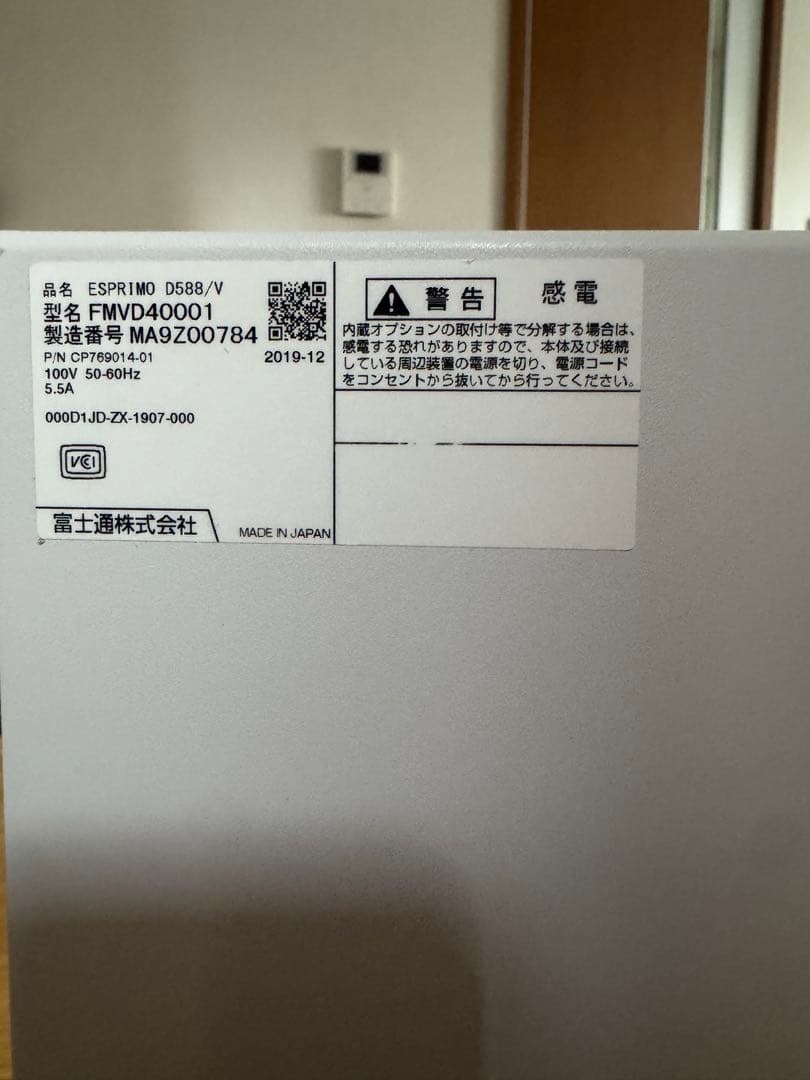 品名 ESPRIMO D588/V
型名 FMVD40001
製造番号 MA9Z00784
P/N CP769014-01
2019-12
100V 50-60Hz
5.5A
000D1JD-ZX-1907-000
VCI
富士通株式会社
MADE IN JAPAN
警告
感電
内蔵オプションの取付け等で分解する場合は、
感電する恐れがありますので、本体及び接続
している周辺装置の電源を切り、電源コード
をコンセントから抜いてから行ってください。